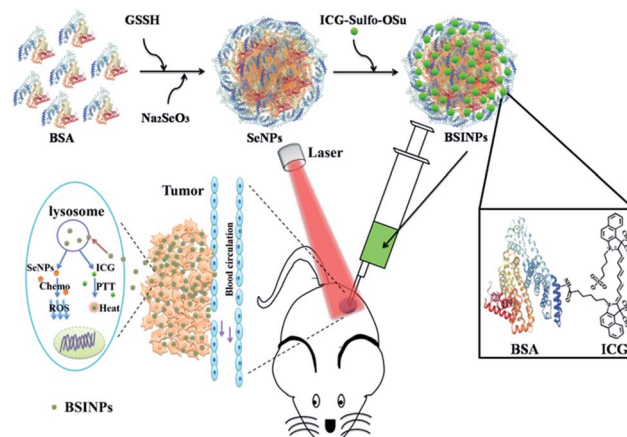 GSSH
ICG-Sulfo-OSu
Na₂SeO₃
BSA
SeNPs
BSINPs
Laser
Tumor
lysosome
SeNPs
ICG
Chemo
PTT
ROS
Heat
Blood circulation
BSINPs
BSA
ICG